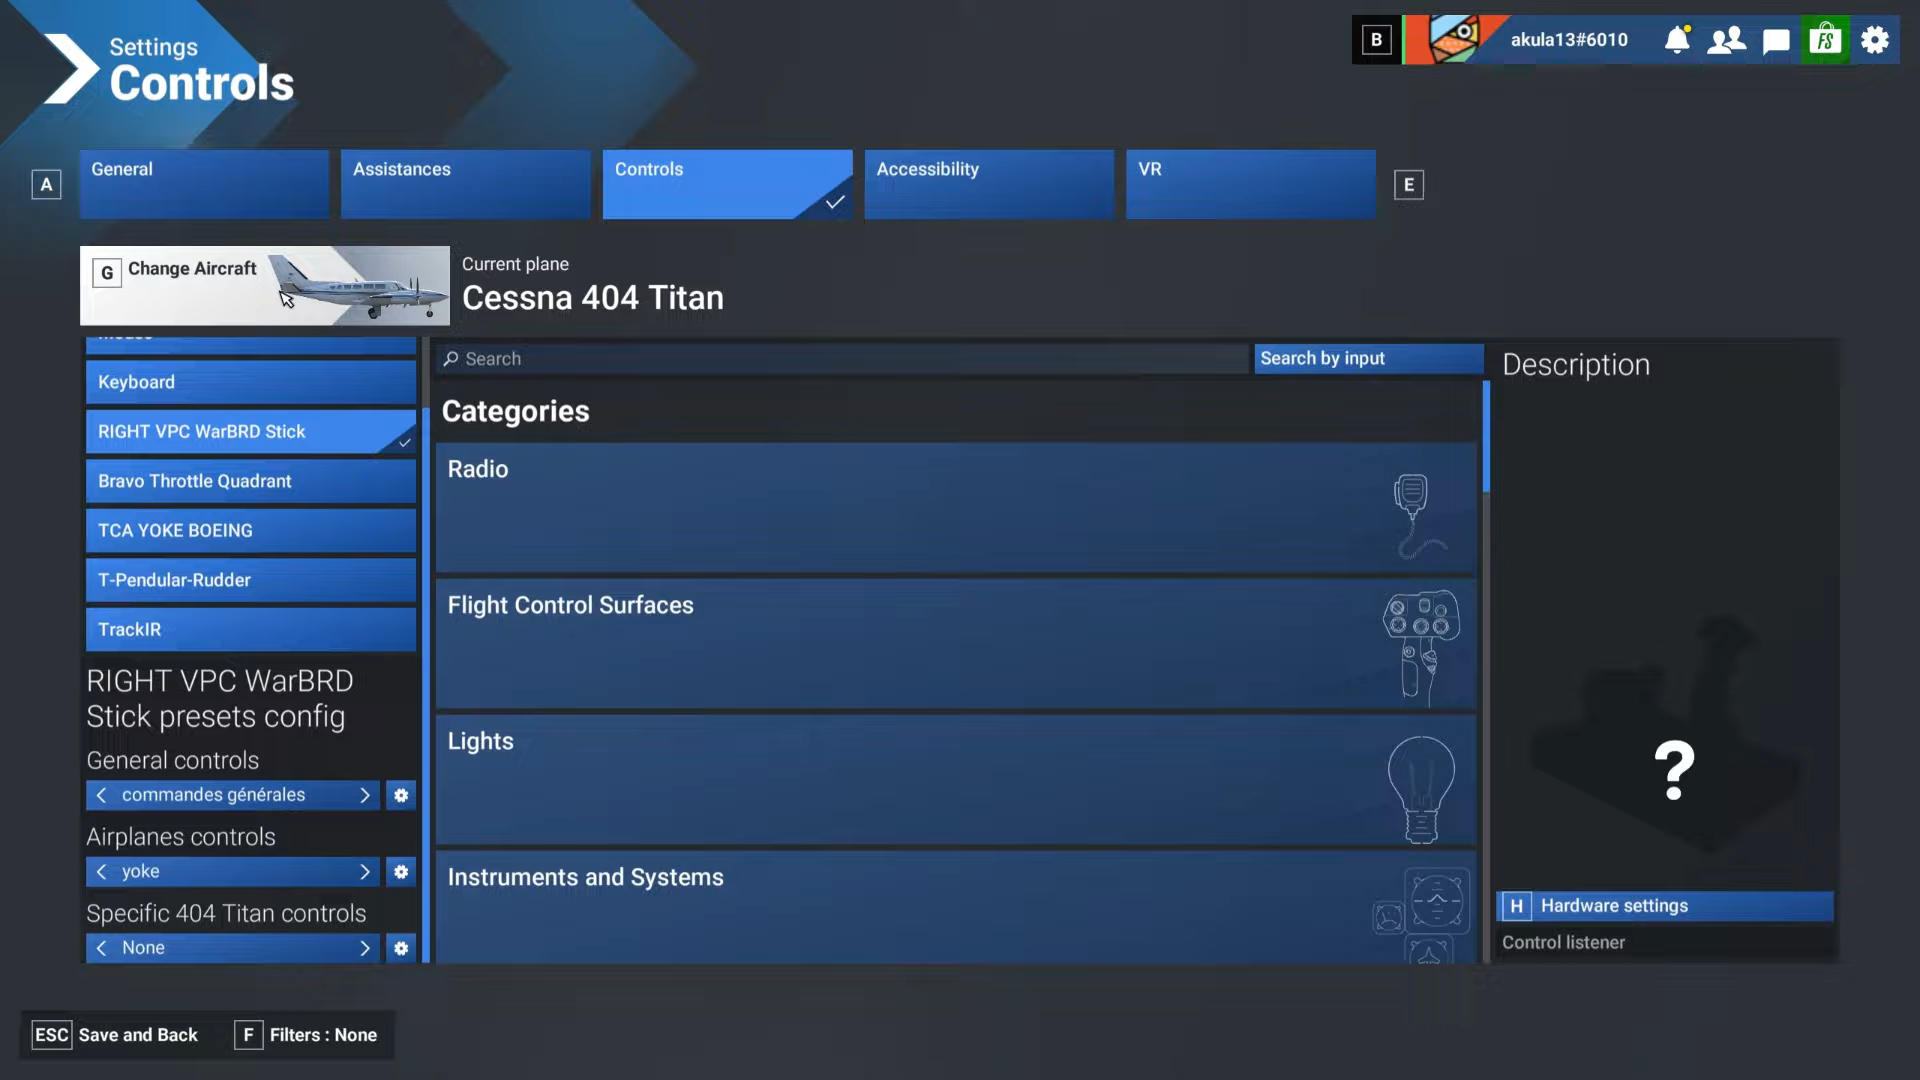 Settings
Controls
B
akula13#6010
FS
A
General
Assistances
Controls
Accessibility
VR
E
G Change Aircraft
Current plane
Cessna 404 Titan
Keyboard
RIGHT VPC WarBRD Stick
Bravo Throttle Quadrant
TCA YOKE BOEING
T-Pendular-Rudder
TrackIR
RIGHT VPC WarBRD
Stick presets config
General controls
commandes générales
Airplanes controls
yoke
Specific 404 Titan controls
None
Search
Search by input
Categories
Radio
Flight Control Surfaces
Lights
Instruments and Systems
Description
?
H Hardware settings
Control listener
ESC Save and Back
F Filters : None